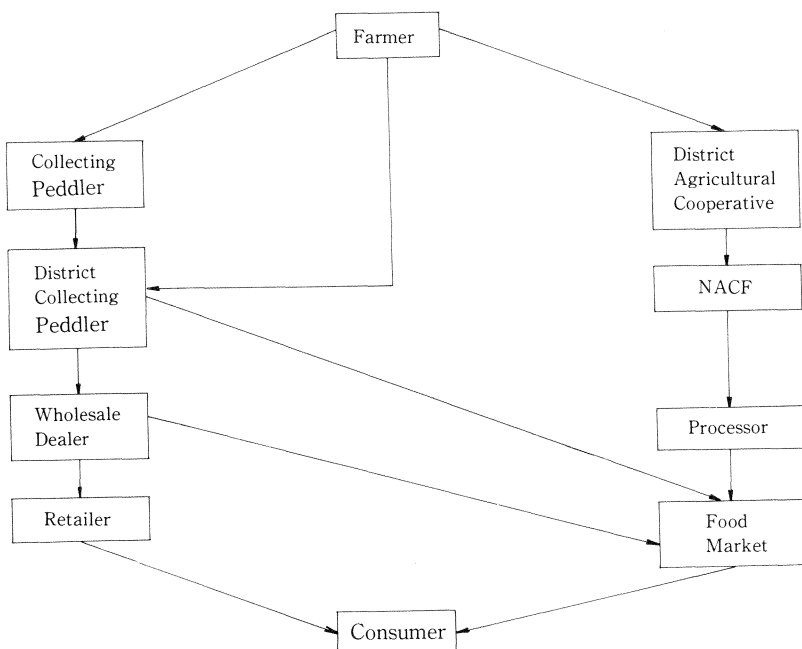 Farmer
Collecting
Peddler
District
Agricultural
Cooperative
District
Collecting
Peddler
NACF
Wholesale
Dealer
Processor
Retailer
Food
Market
Consumer